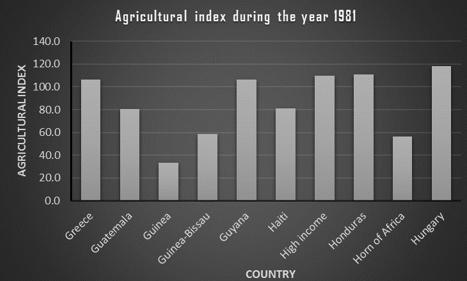 Agricultural index during the year 1981
AGRICULTURAL INDEX
140.0
120.0
100.0
80.0
60.0
40.0
20.0
0.0
Greece
Guatemala
Guinea
Guinea-Bissau
Guyana
Haiti
High income
Honduras
Horn of Africa
Hungary
COUNTRY